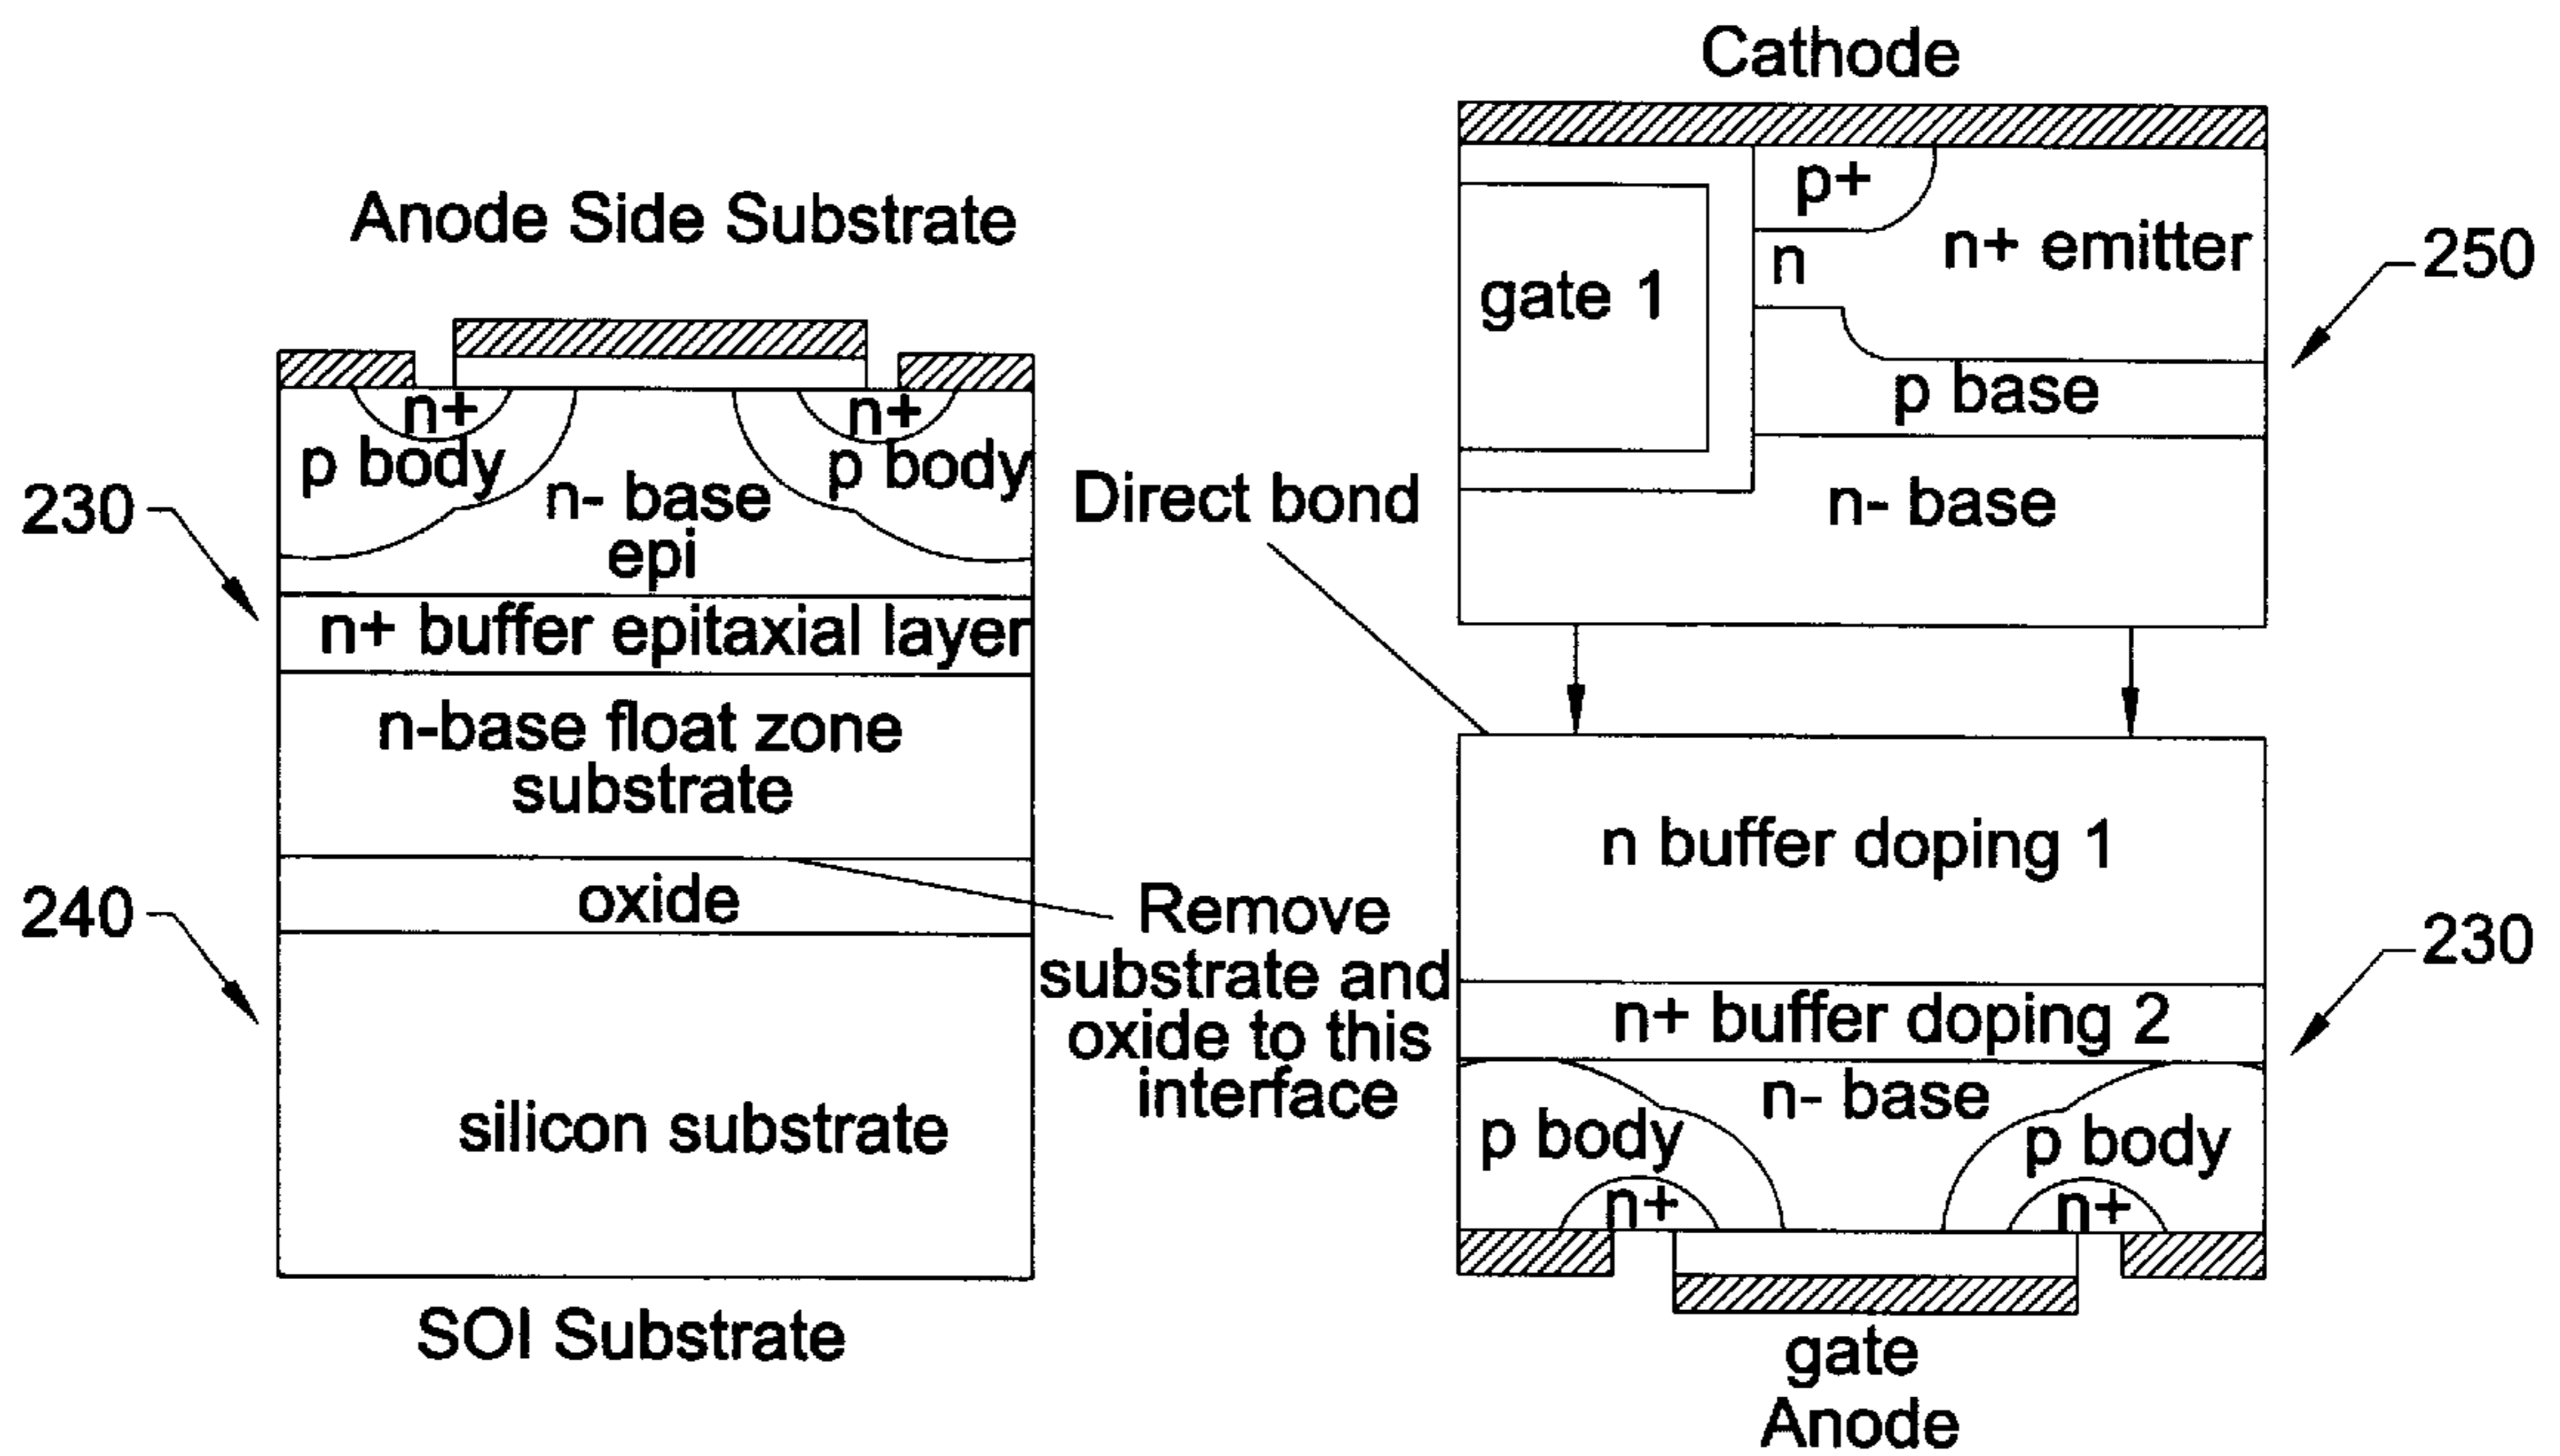 Anode Side Substrate
n+
n+
p body
p body
n- base
epi
230
n+ buffer epitaxial layer
n-base float zone
substrate
240
oxide
silicon substrate
SOI Substrate
Remove
substrate and
oxide to this
interface
Cathode
p+
n
n+ emitter
250
gate 1
p base
n- base
Direct bond
n buffer doping 1
n+ buffer doping 2
230
n- base
p body
p body
n+
n+
gate
Anode